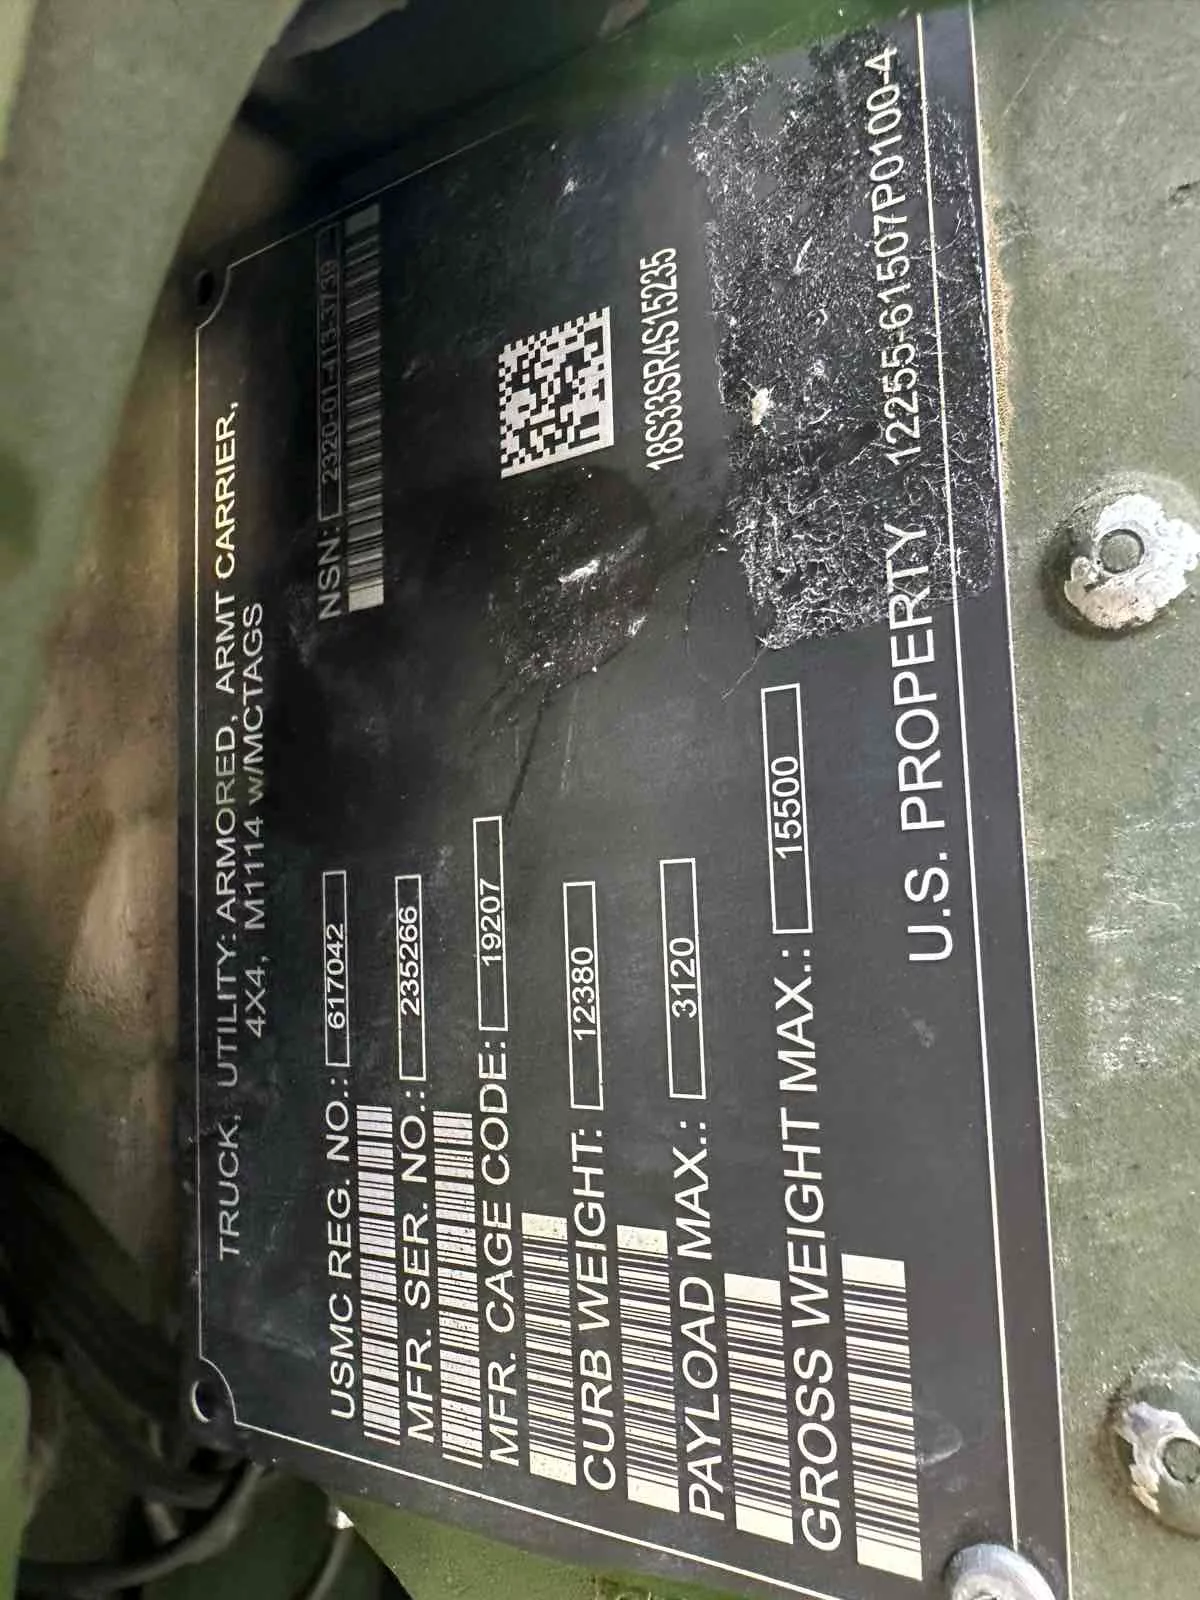 TRUCK, UTILITY: ARMORED, ARMT CARRIER,
4X4, M1114 w/MCTAGS
USMC REG. NO.: 617042
NSN: 2320-01-413-3739
MFR. SER. NO.: 235266
MFR. CAGE CODE: 19207
CURB WEIGHT: 12380
18S33SR4S15235
PAYLOAD MAX.: 3120
GROSS WEIGHT MAX.: 15500
U.S. PROPERTY 12255-61507P0100-4